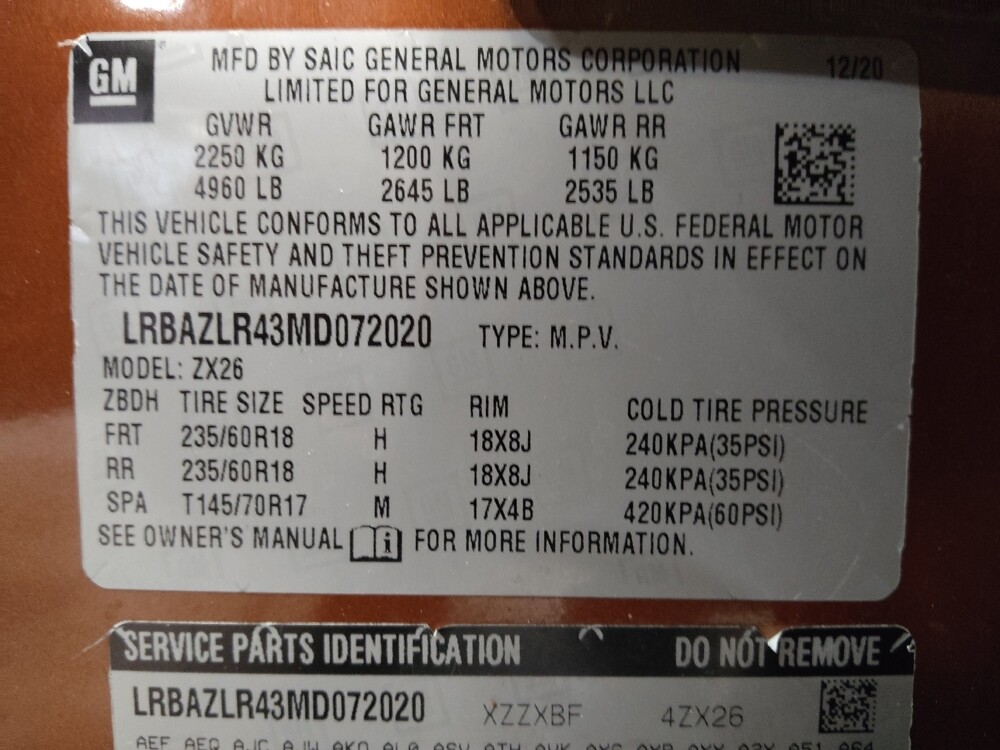 GM
MFD BY SAIC GENERAL MOTORS CORPORATION 12/20
LIMITED FOR GENERAL MOTORS LLC
GVWR GAWR FRT GAWR RR
2250 KG 1200 KG 1150 KG
4960 LB 2645 LB 2535 LB
THIS VEHICLE CONFORMS TO ALL APPLICABLE U.S. FEDERAL MOTOR
VEHICLE SAFETY AND THEFT PREVENTION STANDARDS IN EFFECT ON
THE DATE OF MANUFACTURE SHOWN ABOVE.
LRBAZLR43MD072020 TYPE: M.P.V.
MODEL: ZX26
ZBDH TIRE SIZE SPEED RTG RIM COLD TIRE PRESSURE
FRT 235/60R18 H 18X8J 240KPA(35PSI)
RR 235/60R18 H 18X8J 240KPA(35PSI)
SPA T145/70R17 M 17X4B 420KPA(60PSI)
SEE OWNER'S MANUAL i FOR MORE INFORMATION.
SERVICE PARTS IDENTIFICATION DO NOT REMOVE
LRBAZLR43MD072020 XZZXBF 4ZX26